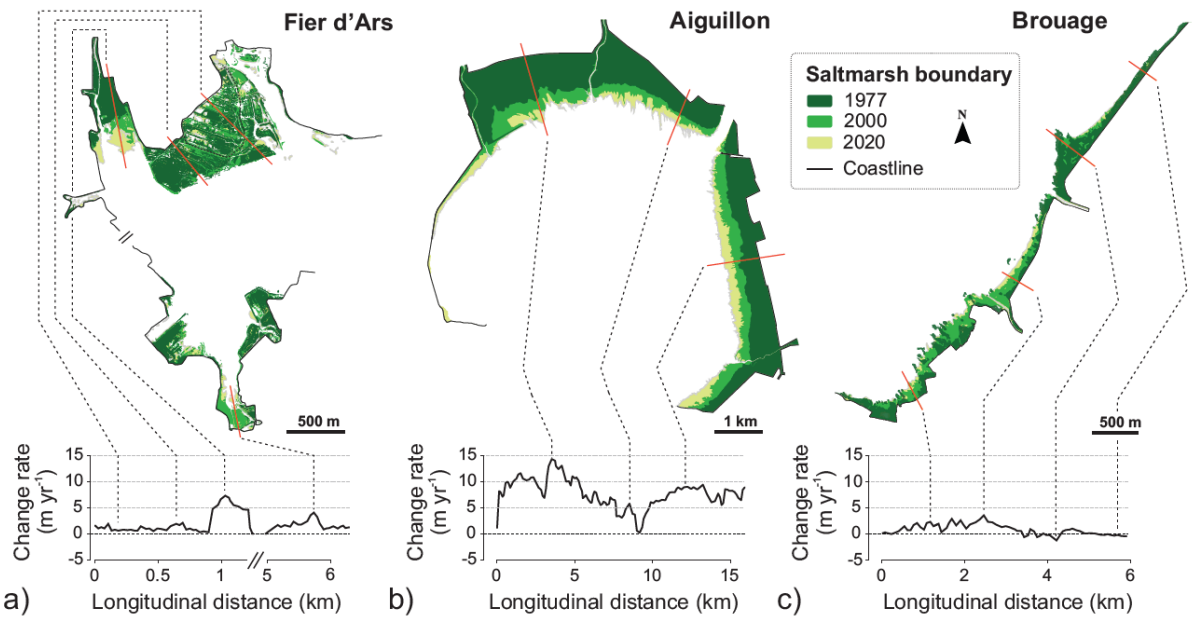 Fier d’Ars
Aiguillon
Brouage
Saltmarsh boundary
1977
2000
2020
Coastline
N
500 m
1 km
500 m
Change rate
(m yr-1)
15
10
5
0
-5
0
0.5
1
5
6
Longitudinal distance (km)
a)
Change rate
(m yr-1)
15
10
5
0
-5
0
5
10
15
Longitudinal distance (km)
b)
Change rate
(m yr-1)
15
10
5
0
-5
0
2
4
6
Longitudinal distance (km)
c)